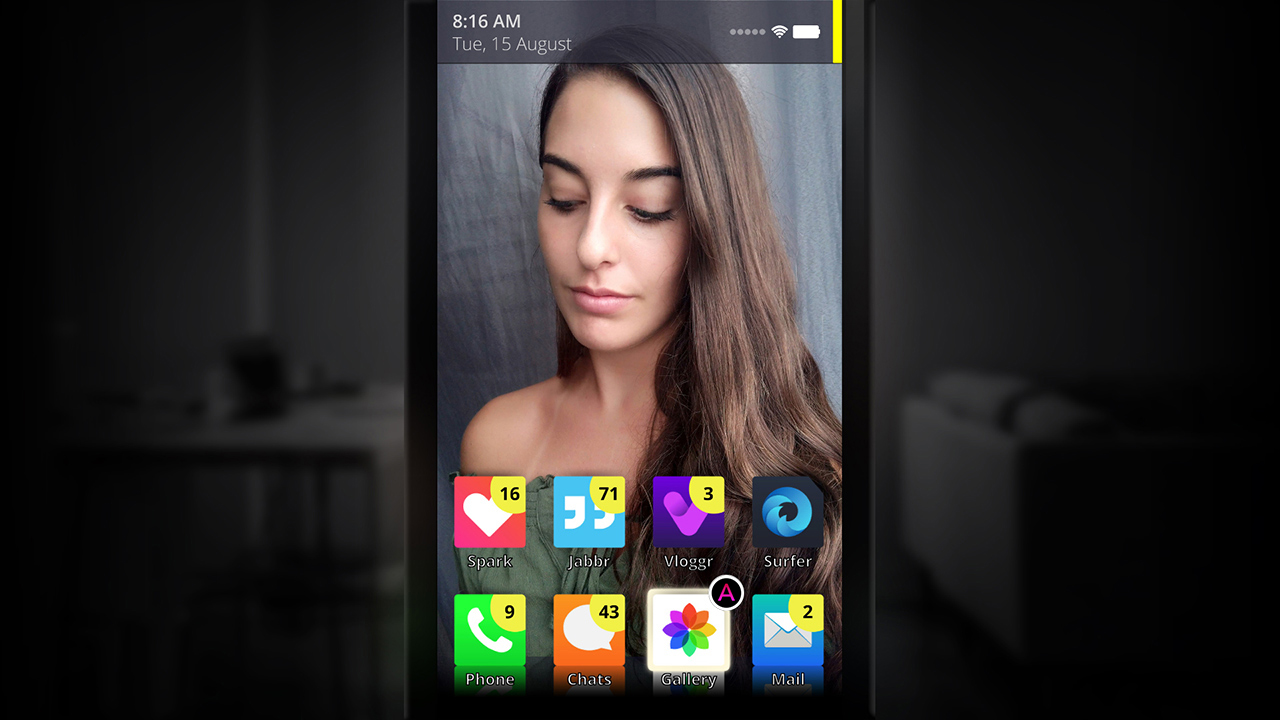 8:16 AM
Tue, 15 August
16
71
3
Spark
Jabbr
Vloggr
Surfer
A
9
43
2
Phone
Chats
Gallery
Mail